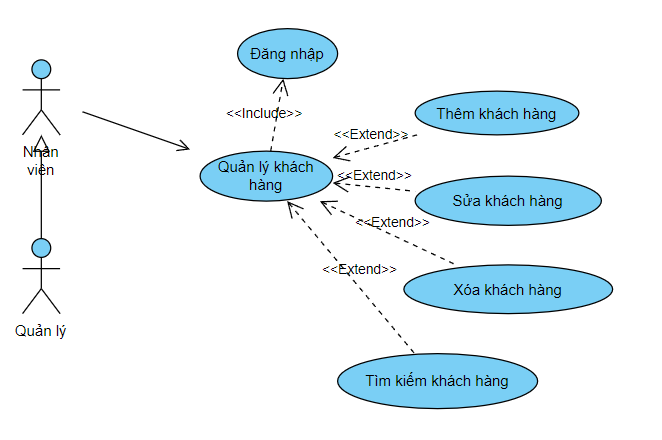 Đăng nhập
<<Include>>
Thêm khách hàng
<<Extend>>
Nhân
viên
Quản lý khách
hàng
<<Extend>>
Sửa khách hàng
<<Extend>>
<<Extend>>
Xóa khách hàng
Quản lý
Tìm kiếm khách hàng